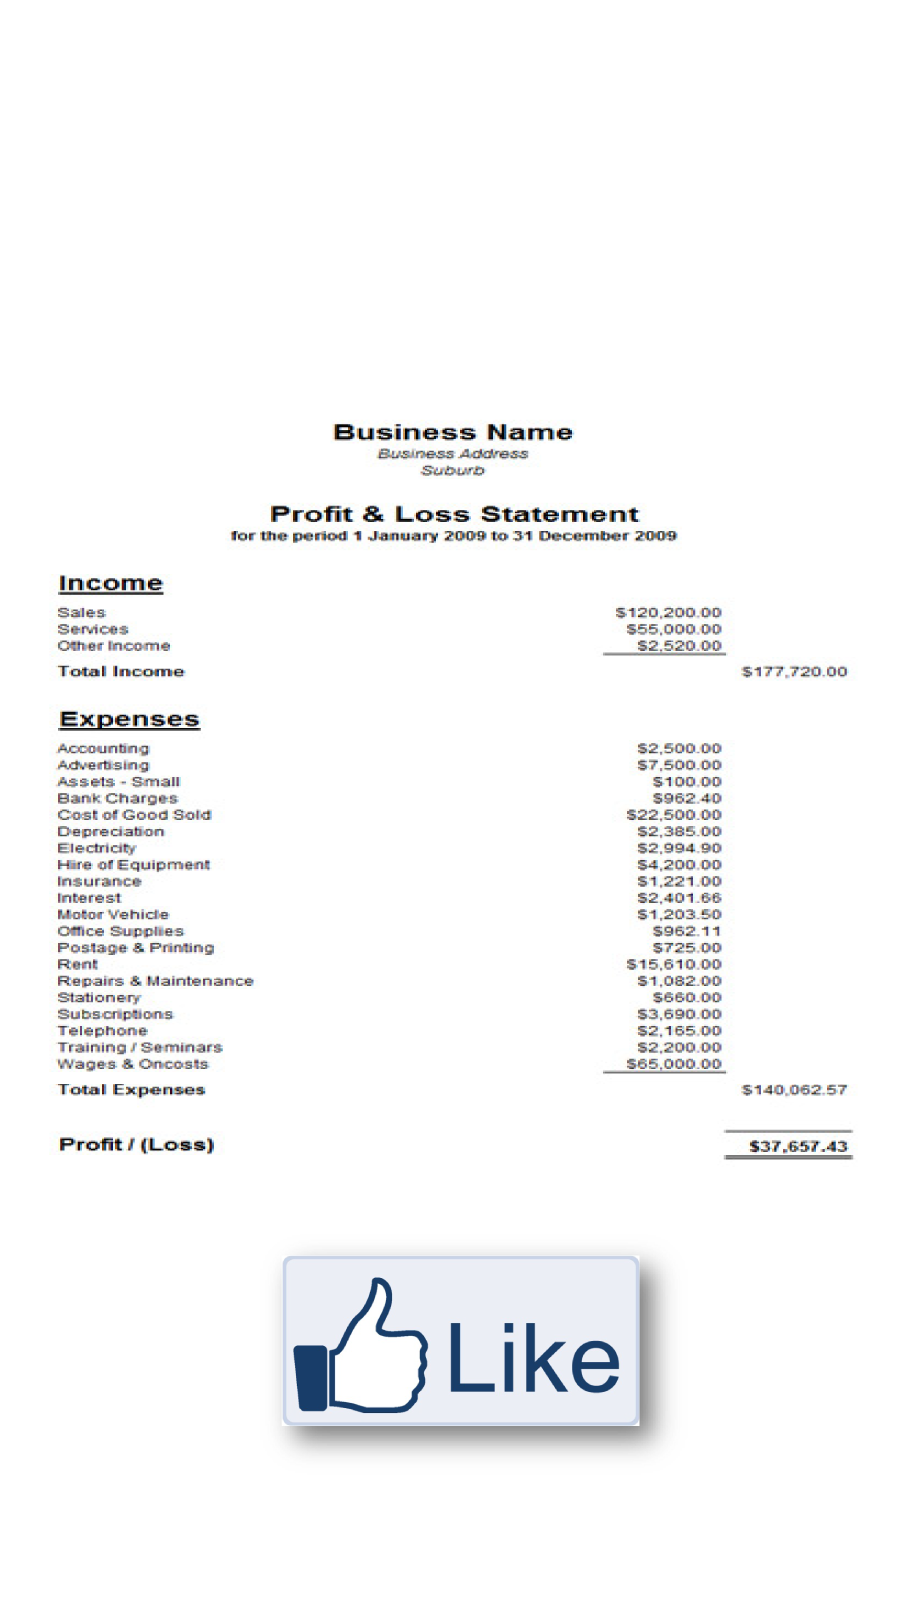 Business Name
Business Address
Suburb
Profit & Loss Statement
for the period 1 January 2009 to 31 December 2009
Income
Sales $120,200.00
Services $55,000.00
Other Income $2,520.00
Total Income $177,720.00
Expenses
Accounting $2,500.00
Advertising $7,500.00
Assets - Small $100.00
Bank Charges $962.40
Cost of Good Sold $22,500.00
Depreciation $2,385.00
Electricity $2,994.90
Hire of Equipment $4,200.00
Insurance $1,221.00
Interest $2,401.66
Motor Vehicle $1,203.50
Office Supplies $962.11
Postage & Printing $725.00
Rent $15,610.00
Repairs & Maintenance $1,082.00
Stationery $660.00
Subscriptions $3,690.00
Telephone $2,165.00
Training / Seminars $2,200.00
Wages & Oncosts $65,000.00
Total Expenses $140,062.57
Profit / (Loss) $37,657.43
Like